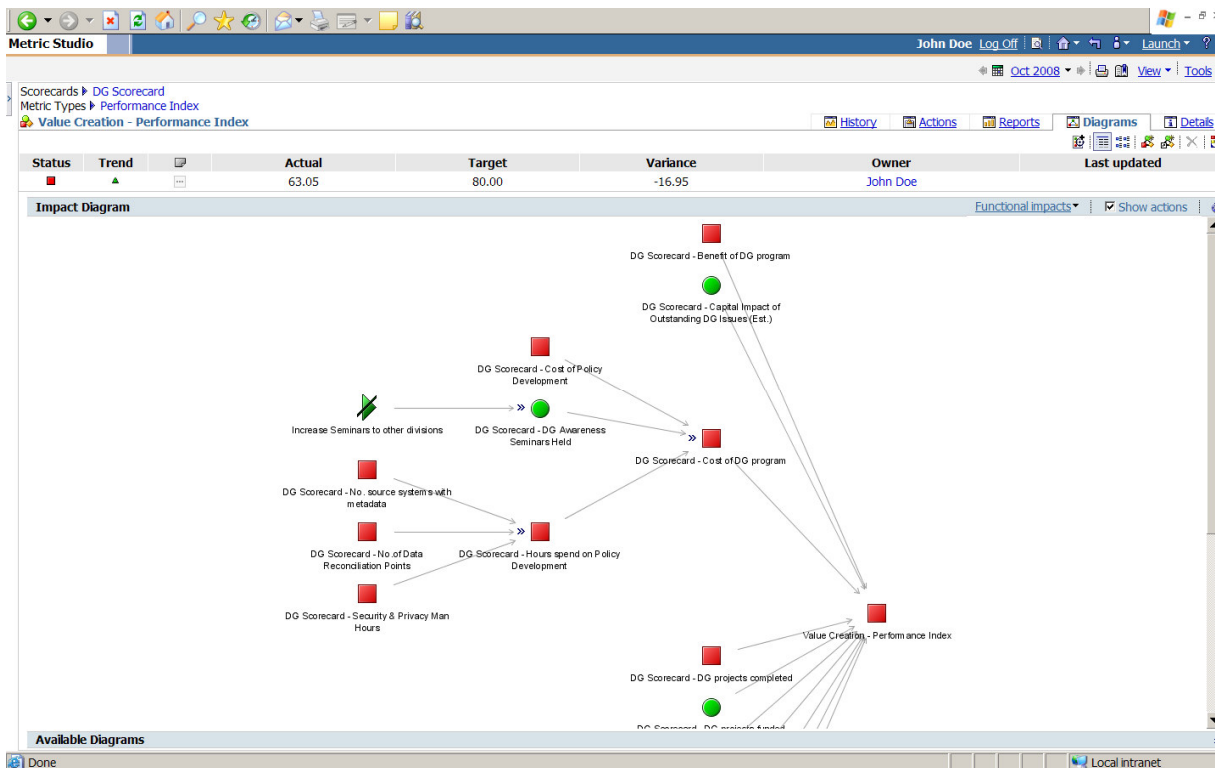 Metric Studio
John Doe Log Off Launch ?
Oct 2008 View Tools
Scorecards DG Scorecard
Metric Types Performance Index
Value Creation - Performance Index
History Actions Reports Diagrams Details
Status Trend Actual Target Variance Owner Last updated
63.05 80.00 -16.95 John Doe
Impact Diagram Functional impacts Show actions
DG Scorecard - Benefit of DG program
DG Scorecard - Capital Impact of
Outstanding DG Issues (Est.)
DG Scorecard - Cost of Policy
Development
Increase Seminars to other divisions
DG Scorecard - DG Awareness
Seminars Held
DG Scorecard - Cost of DG program
DG Scorecard - No. source systems with
metadata
DG Scorecard - No. of Data
Reconciliation Points
DG Scorecard - Hours spend on Policy
Development
DG Scorecard - Security & Privacy Man
Hours
Value Creation - Performance Index
DG Scorecard - DG projects completed
DG Scorecard - DG projects funded
Available Diagrams
Done Local intranet